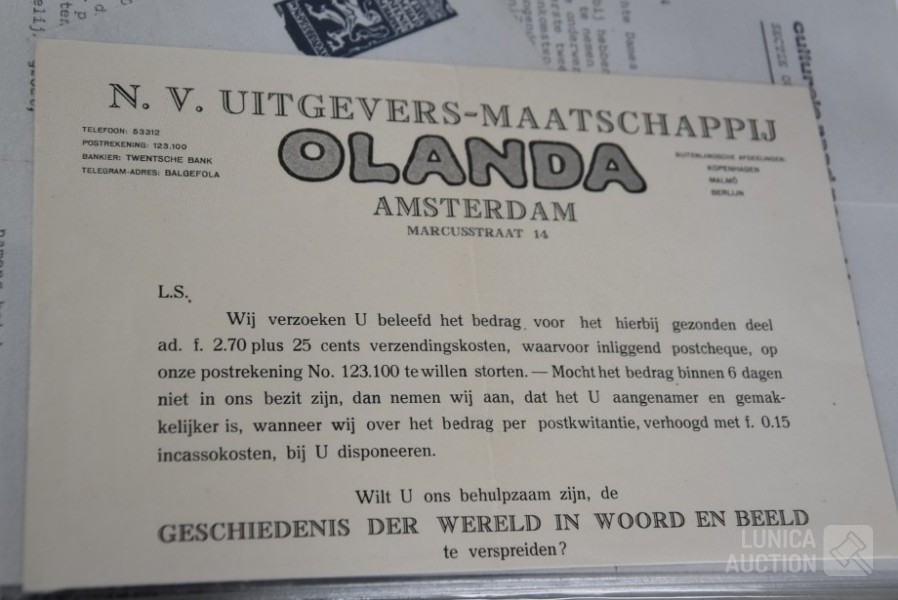 N. V. UITGEVERS-MAATSCHAPPIJ
OLANDA
AMSTERDAM
MARCUSSTRAAT 14
TELEFOON: 53312
POSTREKENING: 123.100
BANKIER: TWENTSCHE BANK
TELEGRAM-ADRES: BALGEFOLA
BUITENLANDSCHE AFDEELINGEN:
KOPENHAGEN
MALMÖ
BERLIJN
L.S.
Wij verzoeken U beleefd het bedrag voor het hierbij gezonden deel
ad. f. 2.70 plus 25 cents verzendingskosten, waarvoor inliggend postcheque, op
onze postrekening No. 123.100 te willen storten. — Mocht het bedrag binnen 6 dagen
niet in ons bezit zijn, dan nemen wij aan, dat het U aangenamer en gemak-
kelijker is, wanneer wij over het bedrag per postkwitantie, verhoogd met f. 0.15
incassokosten, bij U disponeeren.
Wilt U ons behulpzaam zijn, de
GESCHIEDENIS DER WERELD IN WOORD EN BEELD
te verspreiden?
LUNICA
AUCTION